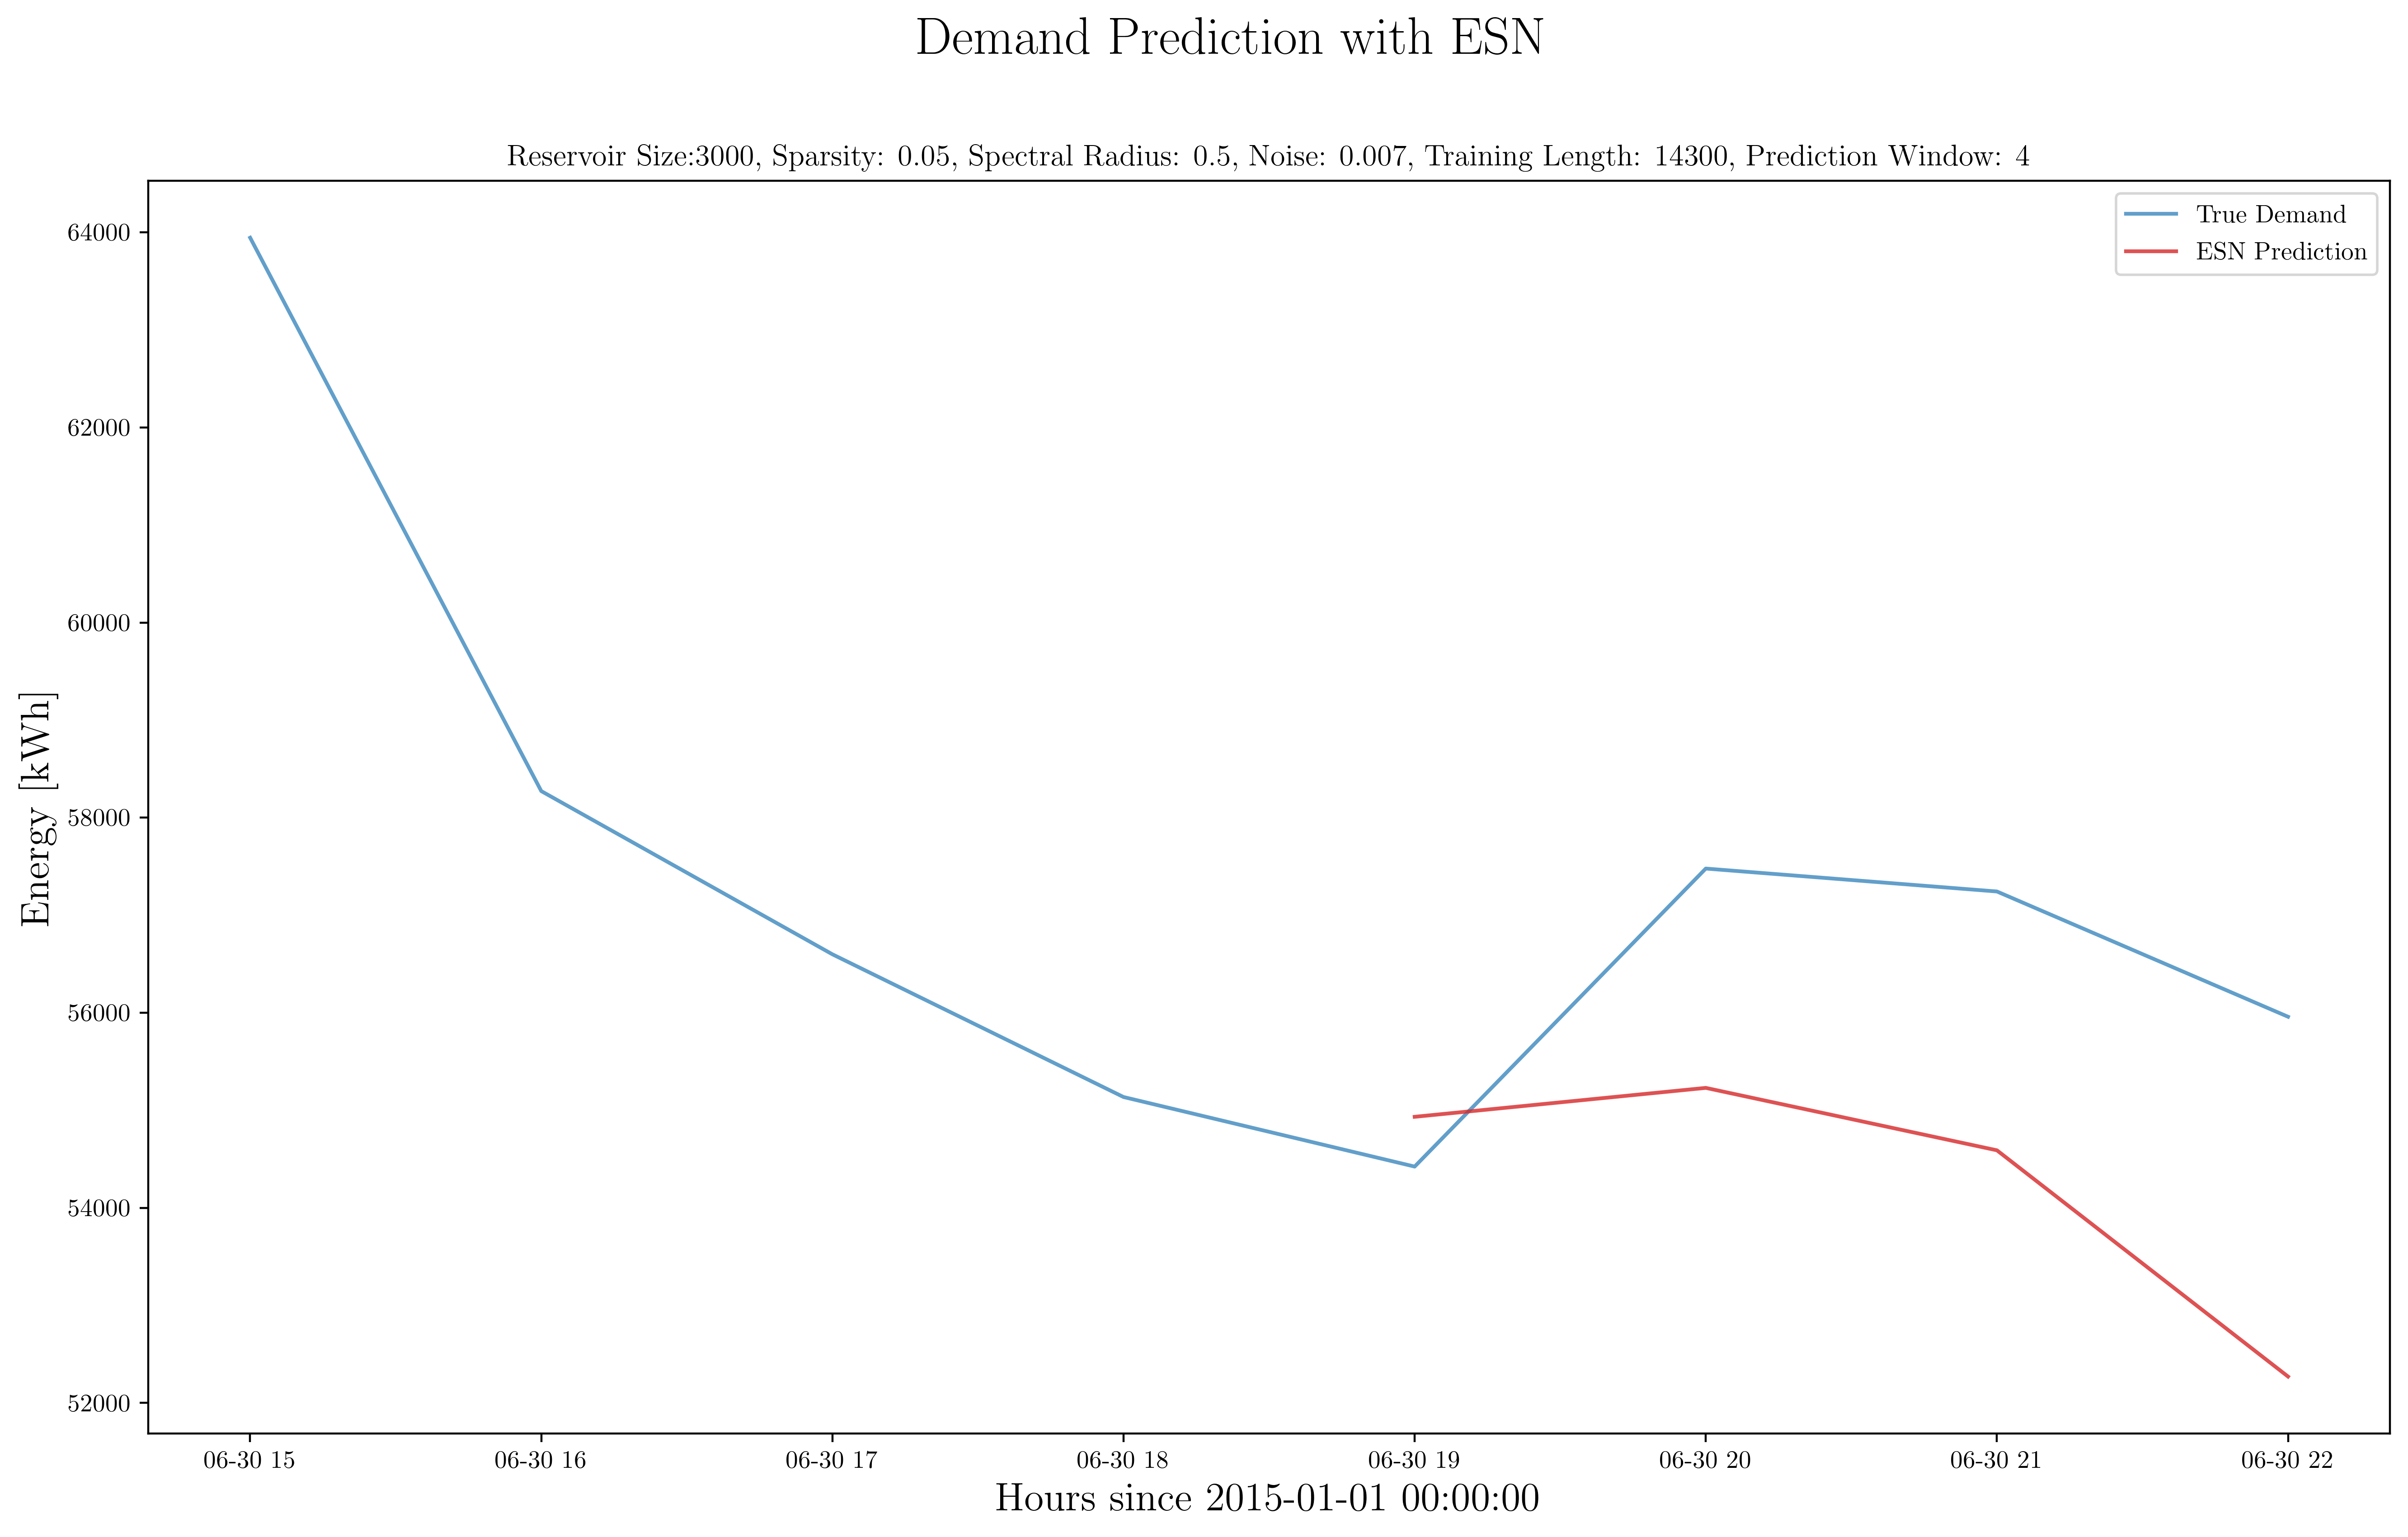 Demand Prediction with ESN
Reservoir Size:3000, Sparsity: 0.05, Spectral Radius: 0.5, Noise: 0.007, Training Length: 14300, Prediction Window: 4
True Demand
ESN Prediction
Energy [kWh]
64000
62000
60000
58000
56000
54000
52000
06-30 15 06-30 16 06-30 17 06-30 18 06-30 19 06-30 20 06-30 21 06-30 22
Hours since 2015-01-01 00:00:00